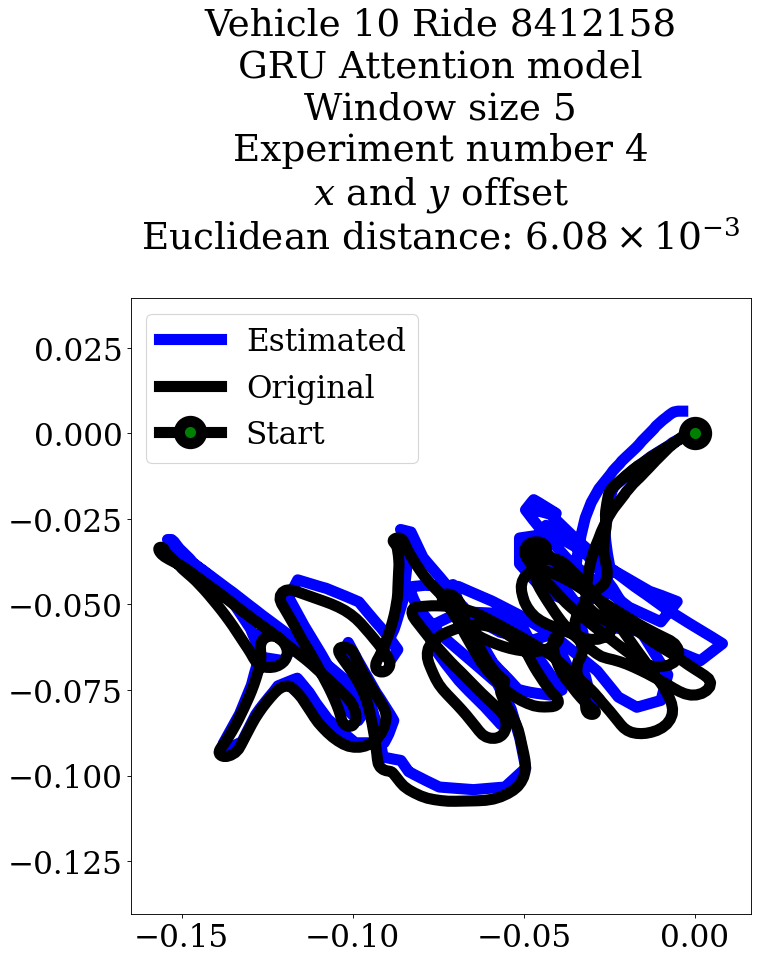 Vehicle 10 Ride 8412158
GRU Attention model
Window size 5
Experiment number 4
x and y offset
Euclidean distance: 6.08 × 10⁻³
Estimated
Original
Start
0.025
0.000
−0.025
−0.050
−0.075
−0.100
−0.125
−0.15
−0.10
−0.05
0.00